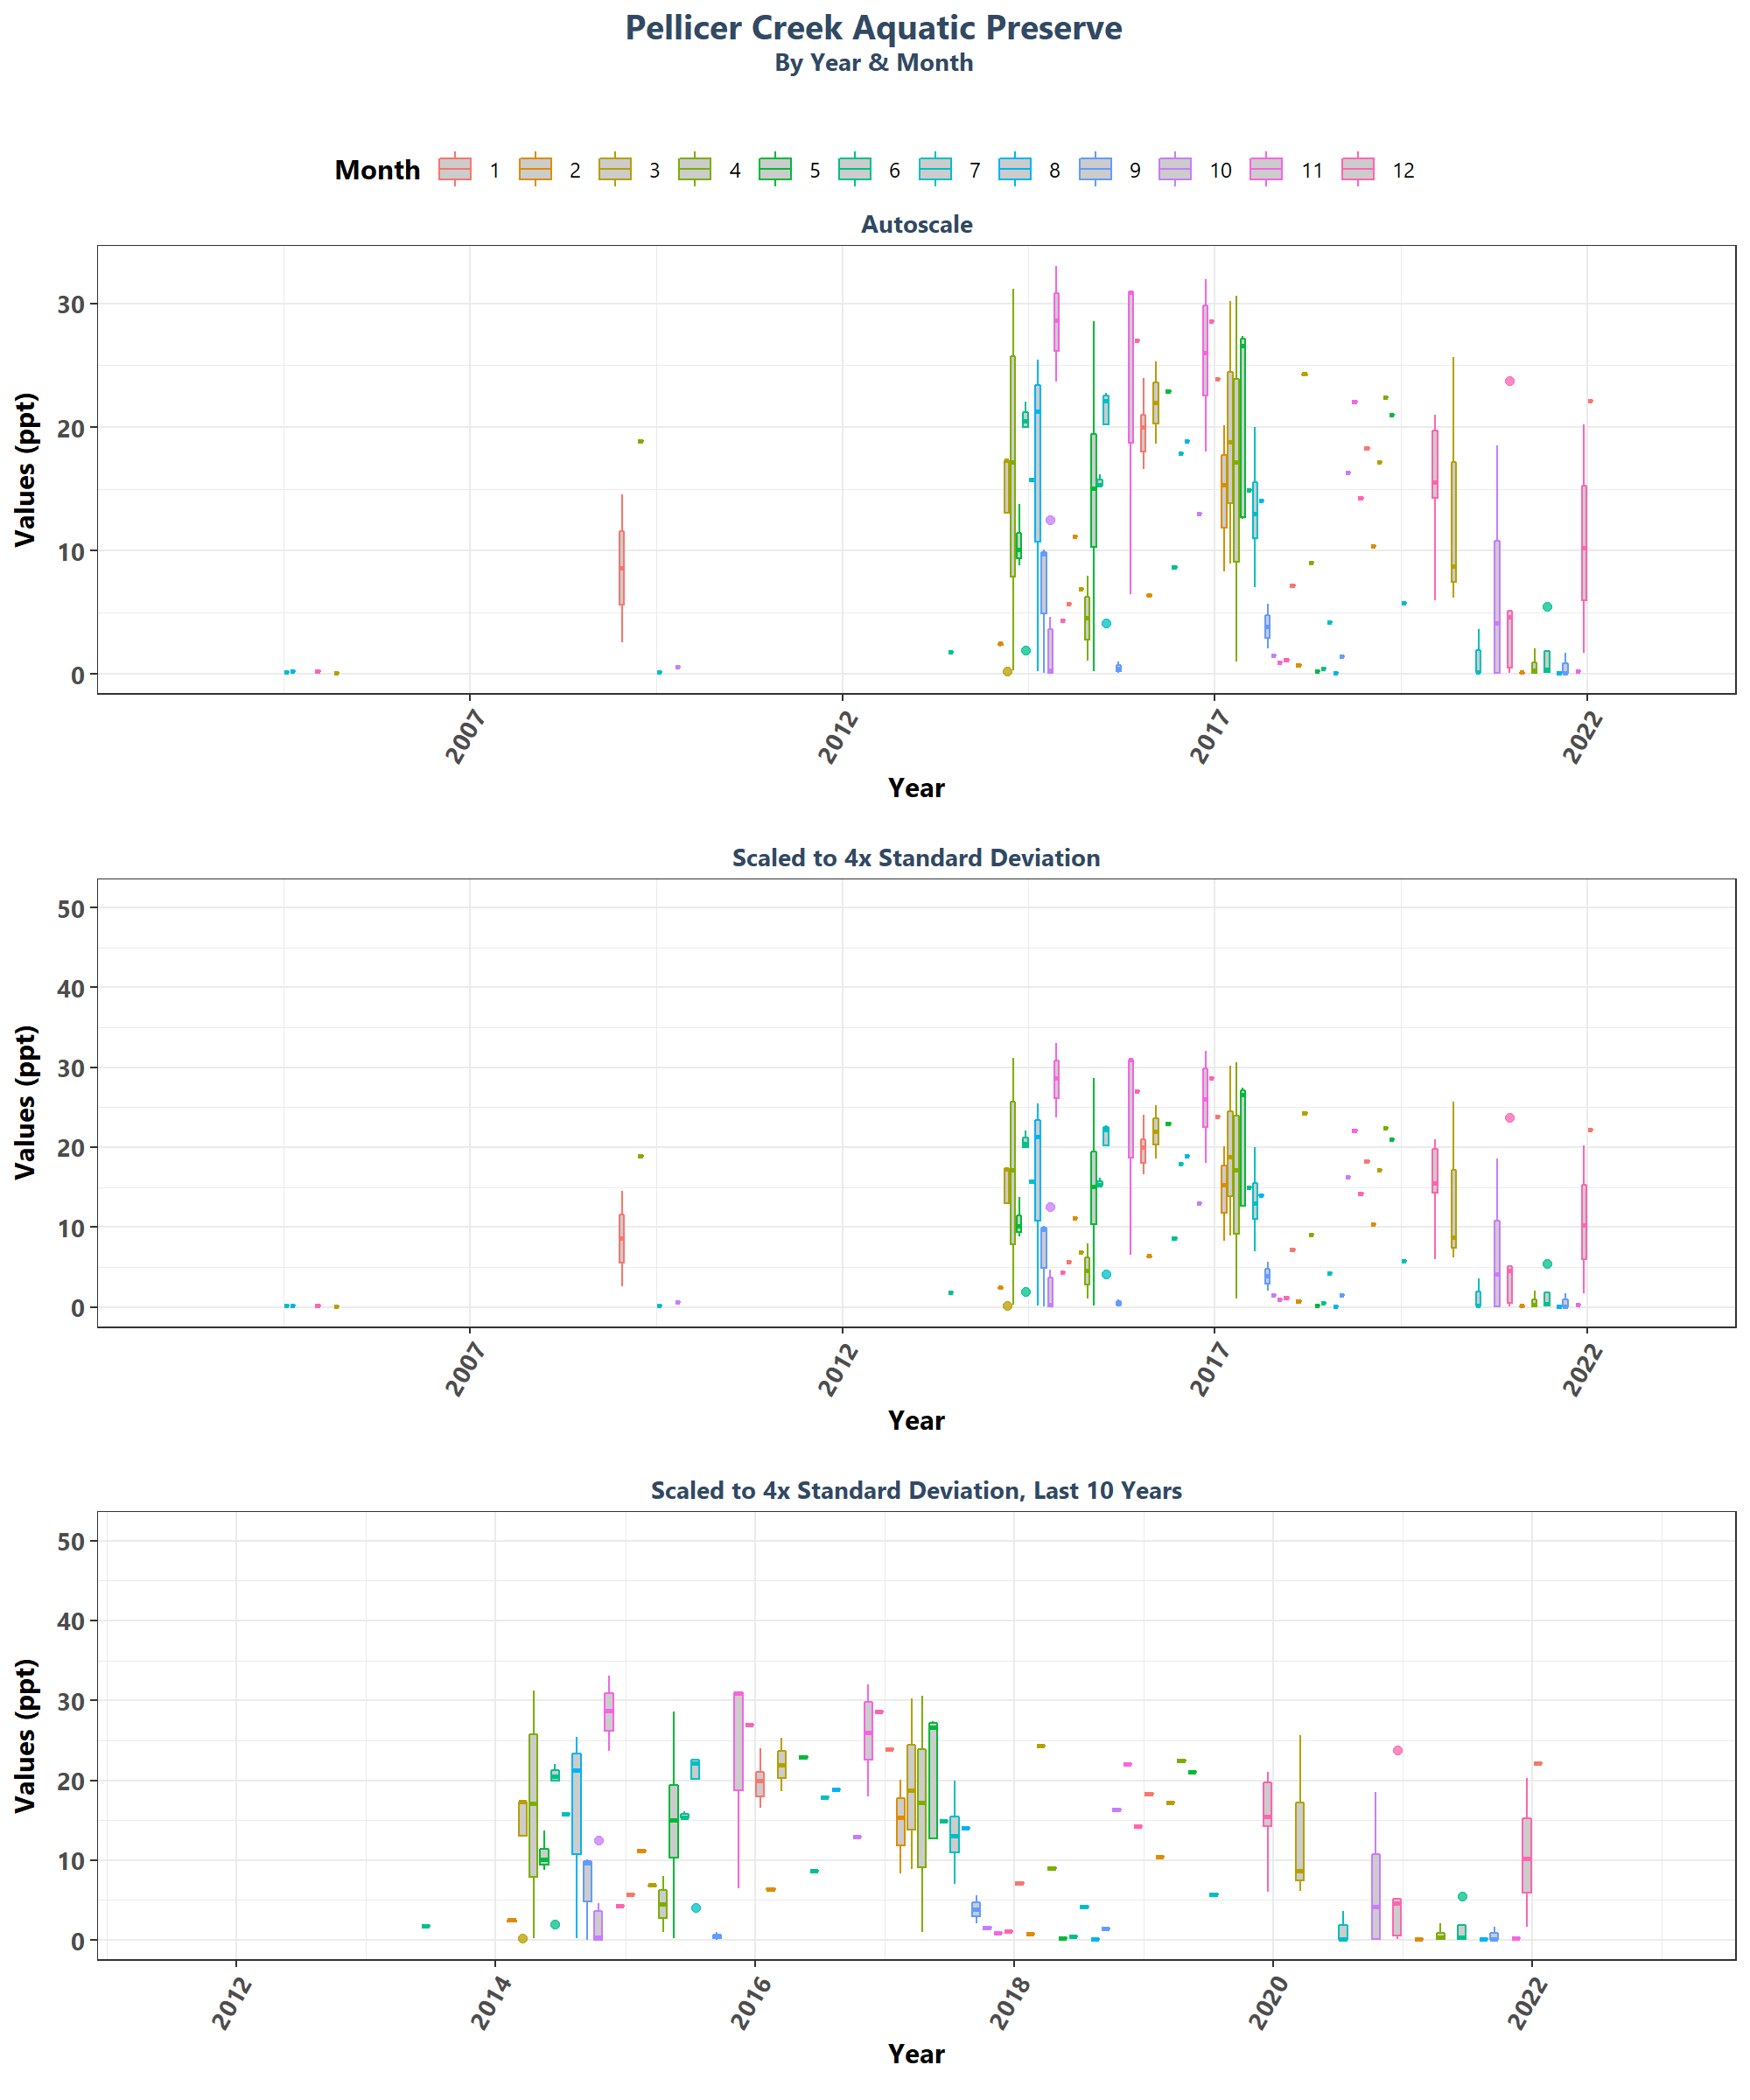 Pellicer Creek Aquatic Preserve
By Year & Month
Month 1 2 3 4 5 6 7 8 9 10 11 12
Autoscale
Values (ppt)
30
20
10
0
2007 2012 2017 2022
Year
Scaled to 4x Standard Deviation
Values (ppt)
50
40
30
20
10
0
2007 2012 2017 2022
Year
Scaled to 4x Standard Deviation, Last 10 Years
Values (ppt)
50
40
30
20
10
0
2012 2014 2016 2018 2020 2022
Year